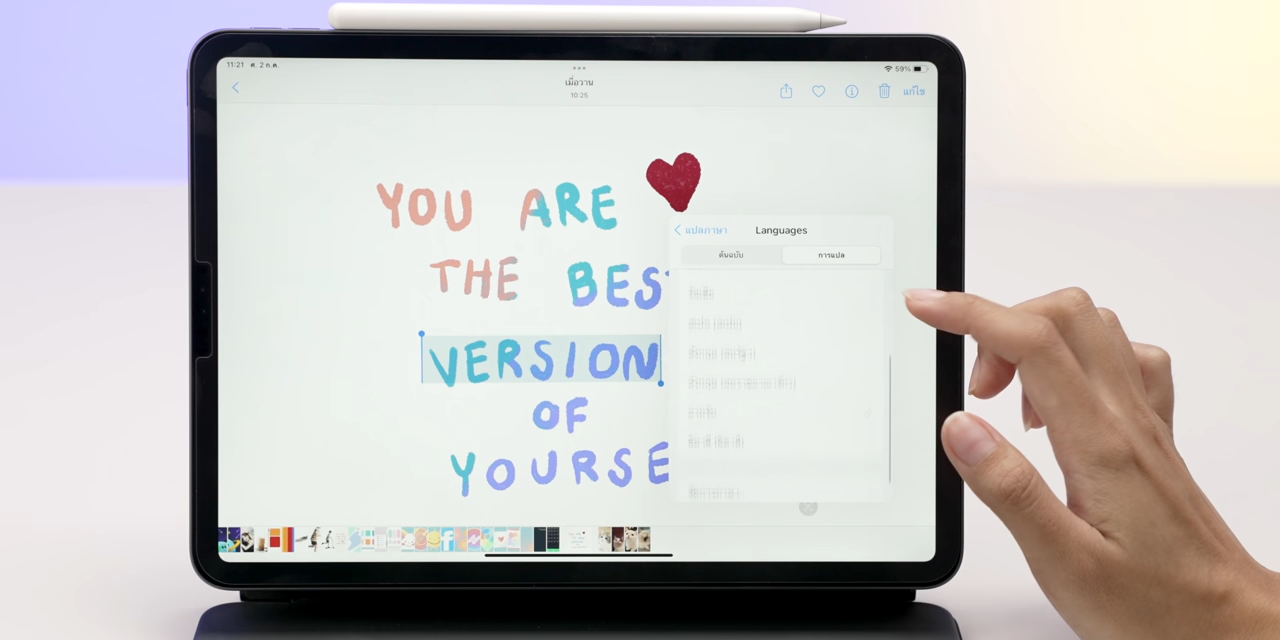 11:21 ศ. 2 ก.ค.
59%
เมื่อวาน
10:25
แก้ไข
YOU ARE
THE BES
VERSION
OF
YOURSE
แปลภาษา Languages
ต้นฉบับ การแปล